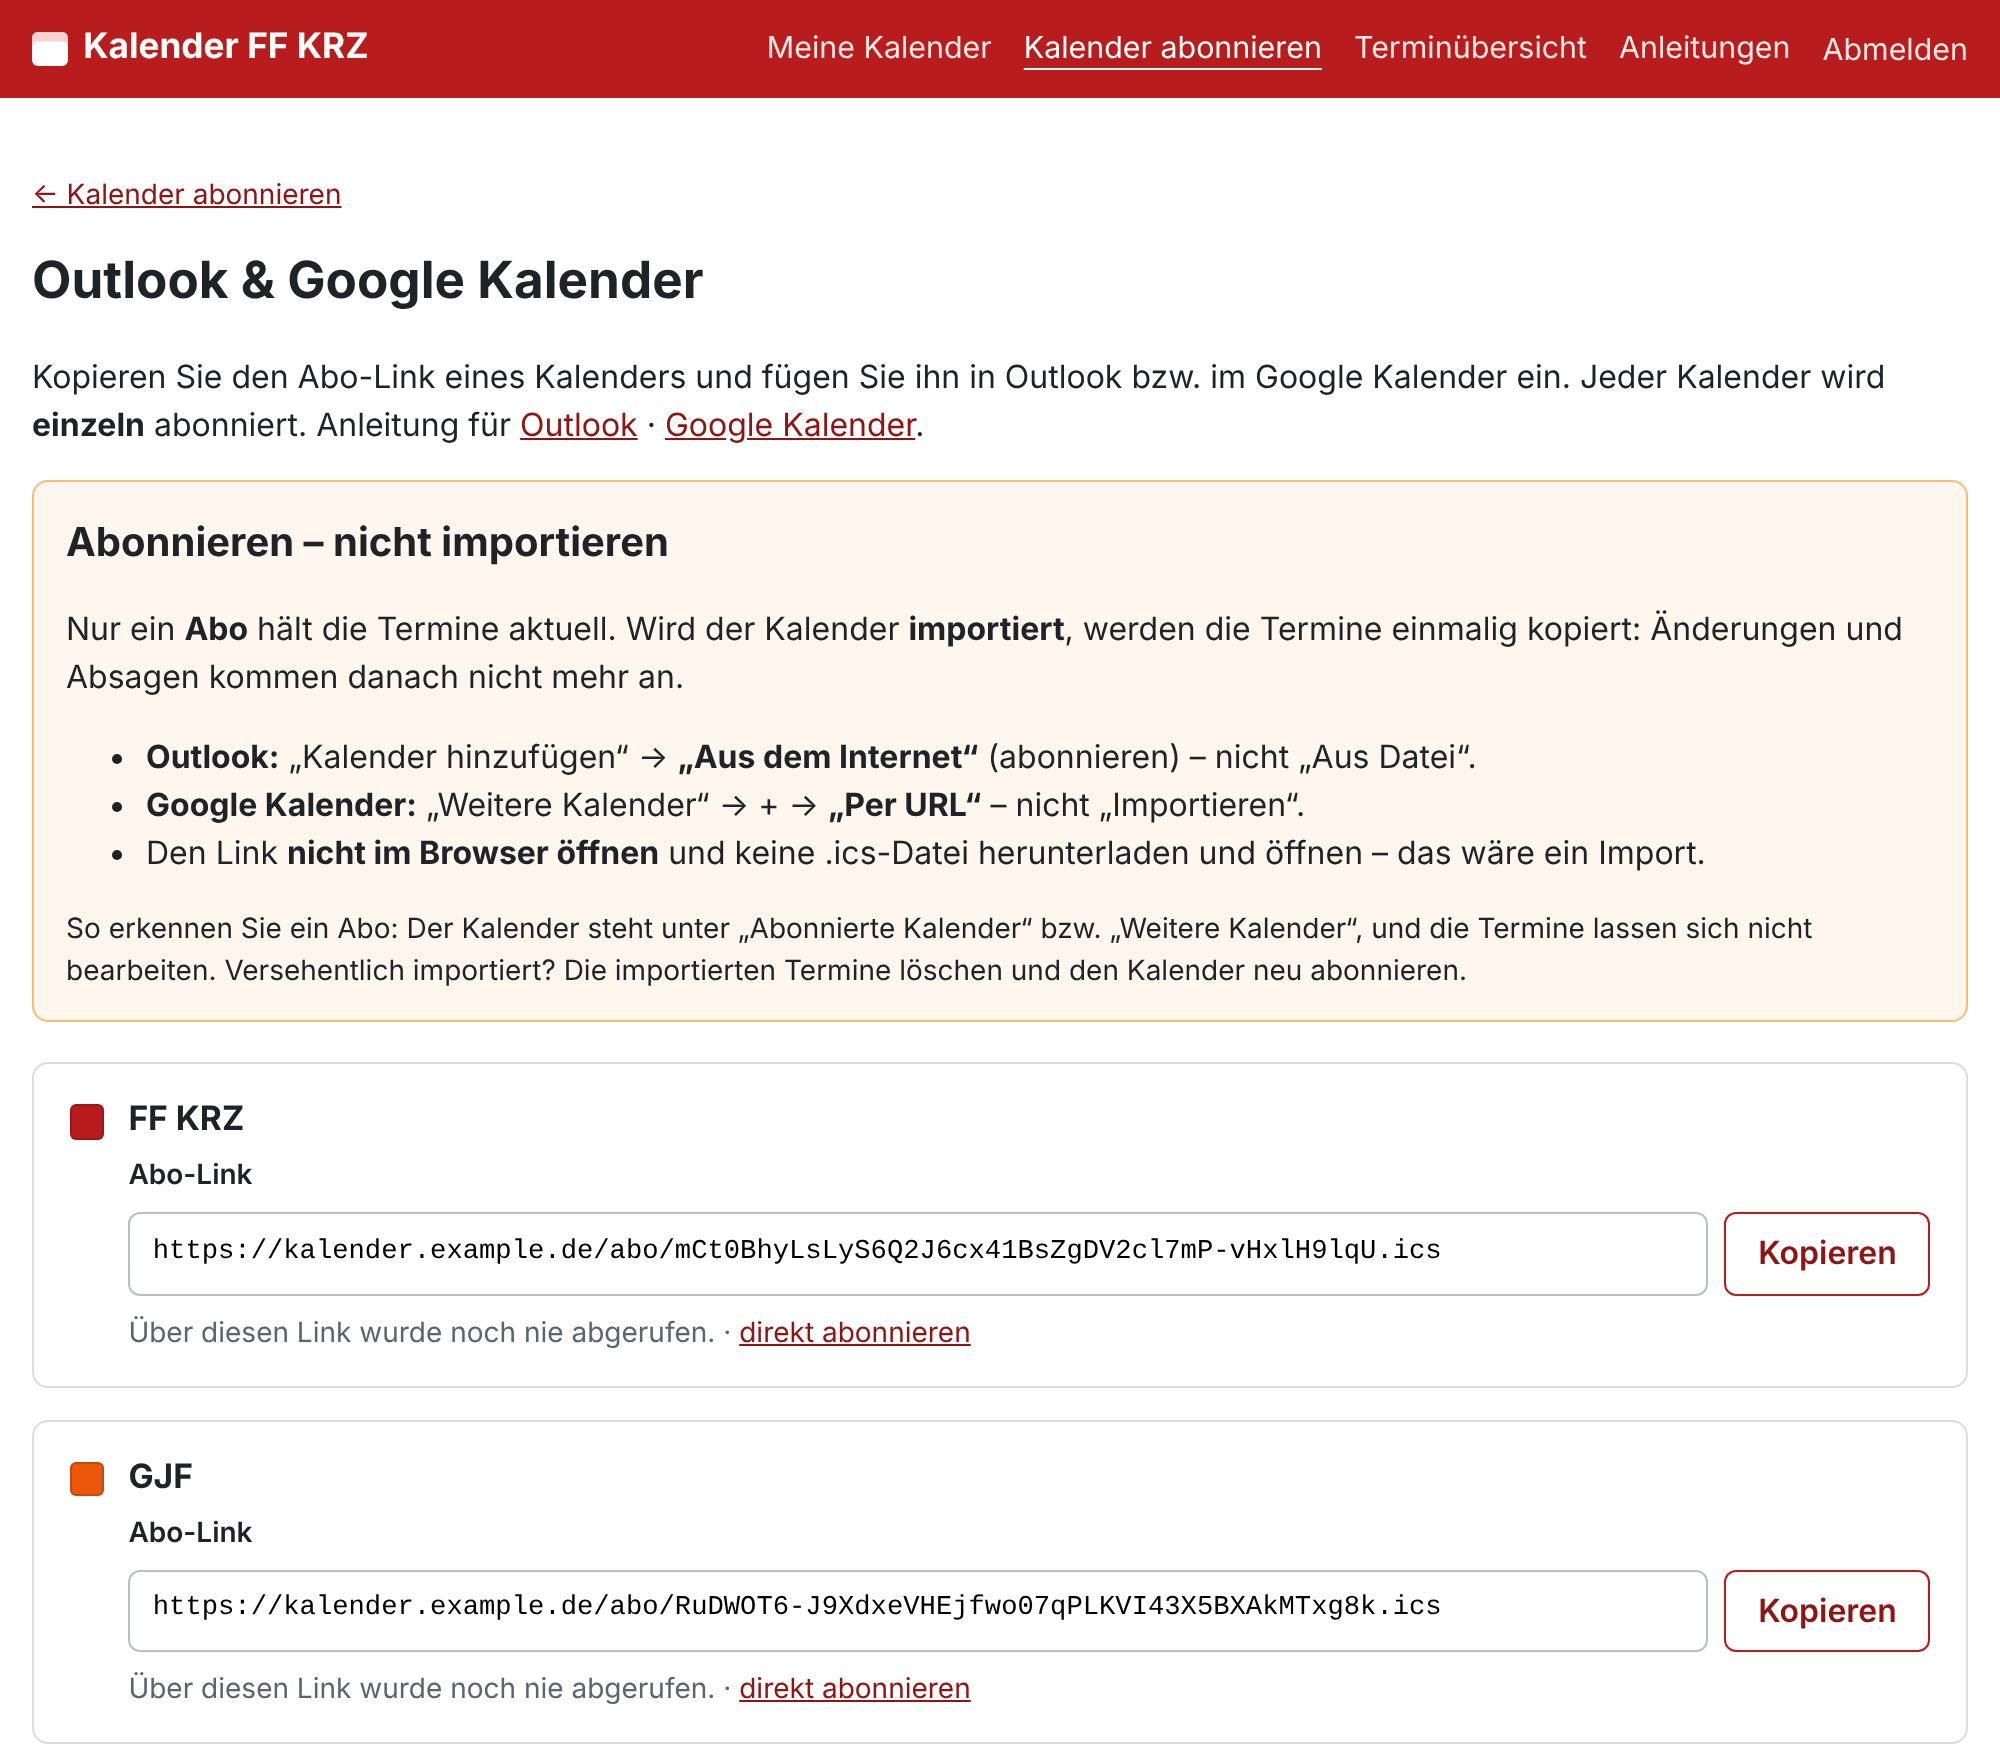 Kalender FF KRZ
Meine Kalender
Kalender abonnieren
Terminübersicht
Anleitungen
Abmelden
← Kalender abonnieren
Outlook & Google Kalender
Kopieren Sie den Abo-Link eines Kalenders und fügen Sie ihn in Outlook bzw. im Google Kalender ein. Jeder Kalender wird
einzeln abonniert. Anleitung für Outlook · Google Kalender.
Abonnieren – nicht importieren
Nur ein Abo hält die Termine aktuell. Wird der Kalender importiert, werden die Termine einmalig kopiert: Änderungen und
Absagen kommen danach nicht mehr an.
• Outlook: „Kalender hinzufügen“ → „Aus dem Internet“ (abonnieren) – nicht „Aus Datei“.
• Google Kalender: „Weitere Kalender“ → + → „Per URL“ – nicht „Importieren“.
• Den Link nicht im Browser öffnen und keine .ics-Datei herunterladen und öffnen – das wäre ein Import.
So erkennen Sie ein Abo: Der Kalender steht unter „Abonnierte Kalender“ bzw. „Weitere Kalender“, und die Termine lassen sich nicht
bearbeiten. Versehentlich importiert? Die importierten Termine löschen und den Kalender neu abonnieren.
FF KRZ
Abo-Link
https://kalender.example.de/abo/mCt0BhyLsLyS6Q2J6cx41BsZgDV2cl7mP-vHxlH9lqU.ics
Kopieren
Über diesen Link wurde noch nie abgerufen. · direkt abonnieren
GJF
Abo-Link
https://kalender.example.de/abo/RuDWOT6-J9XdxeVHEjfwo07qPLKVI43X5BXAkMTxg8k.ics
Kopieren
Über diesen Link wurde noch nie abgerufen. · direkt abonnieren